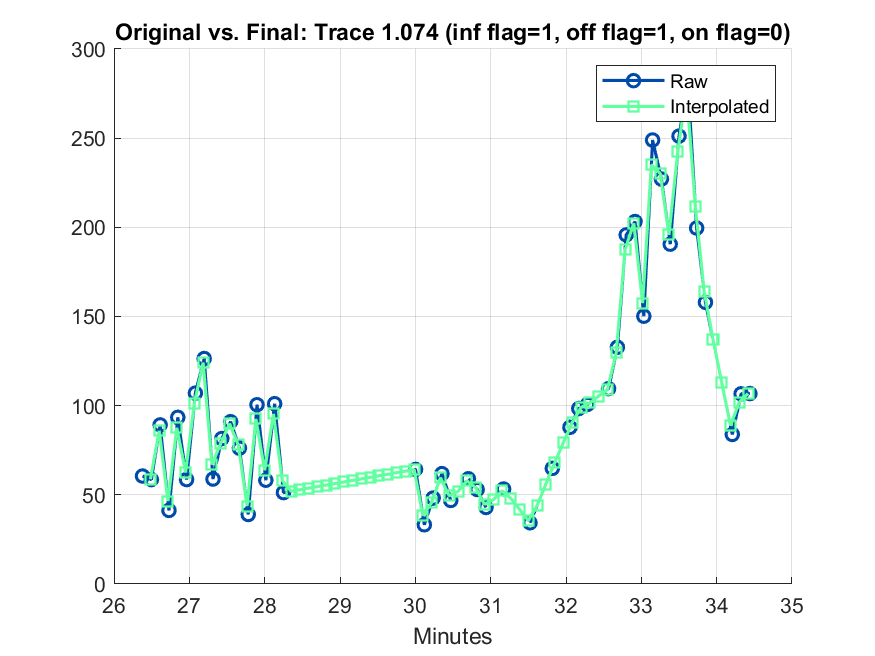 Original vs. Final: Trace 1.074 (inf flag=1, off flag=1, on flag=0)
300
250
200
150
100
50
0
Raw
Interpolated
26 27 28 29 30 31 32 33 34 35
Minutes